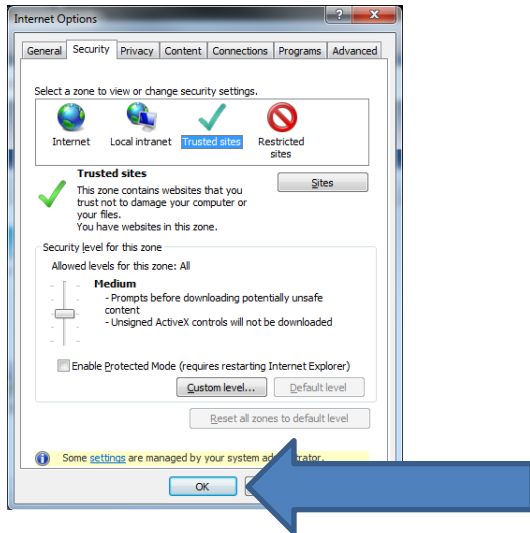 Internet Options
?
X
General Security Privacy Content Connections Programs Advanced
Select a zone to view or change security settings.
Internet Local intranet Trusted sites Restricted
sites
Trusted sites
Sites
This zone contains websites that you
trust not to damage your computer or
your files.
You have websites in this zone.
Security level for this zone
Allowed levels for this zone: All
Medium
- Prompts before downloading potentially unsafe
content
- Unsigned ActiveX controls will not be downloaded
Enable Protected Mode (requires restarting Internet Explorer)
Custom level... Default level
Reset all zones to default level
Some settings are managed by your system
OK